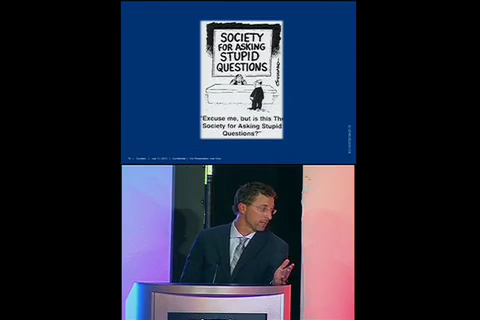 SOCIETY
FOR ASKING
STUPID
QUESTIONS
"Excuse me, but is this The
Society for Asking Stupid
Questions?"